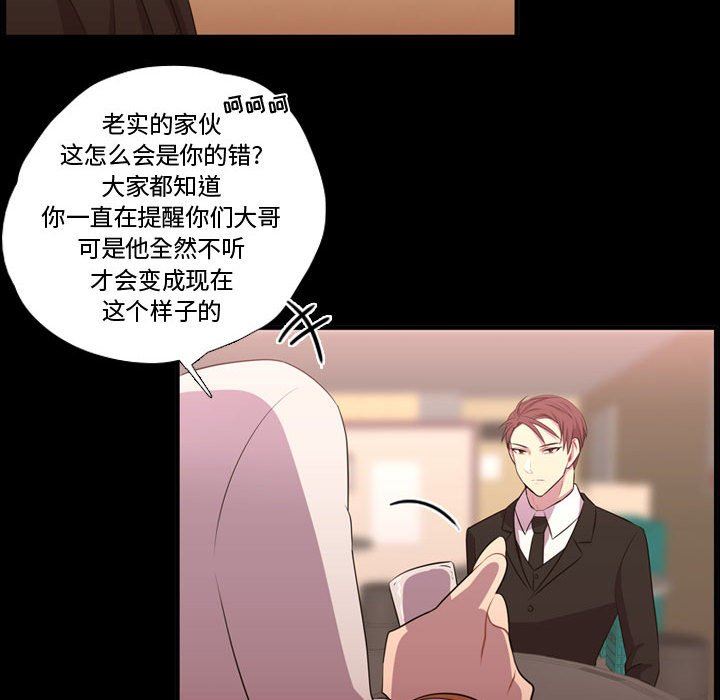 呵呵呵
老实的家伙
这怎么会是你的错?
大家都知道
你一直在提醒你们大哥
可是他全然不听
才会变成现在
这个样子的